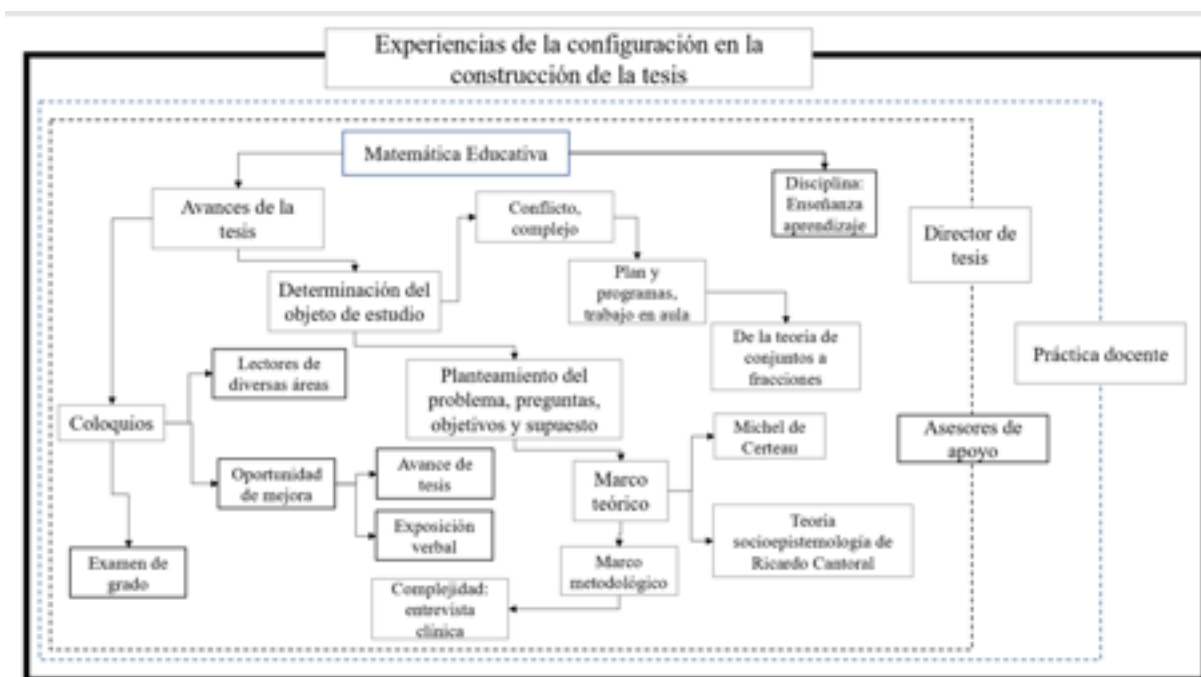 Experiencias de la configuración en la
construcción de la tesis
Matemática Educativa
Disciplina:
Enseñanza
aprendizaje
Avances de la
tesis
Conflicto,
complejo
Director de
tesis
Determinación del
objeto de estudio
Plan y
programas,
trabajo en aula
De la teoría de
conjuntos a
fracciones
Práctica docente
Lectores de
diversas áreas
Planteamiento del
problema, preguntas,
objetivos y supuesto
Coloquios
Michel de
Certeau
Asesores de
apoyo
Oportunidad
de mejora
Avance de
tesis
Marco
teórico
Exposición
verbal
Teoría
socioepistemología de
Ricardo Cantoral
Examen de
grado
Marco
metodológico
Complejidad:
entrevista
clínica